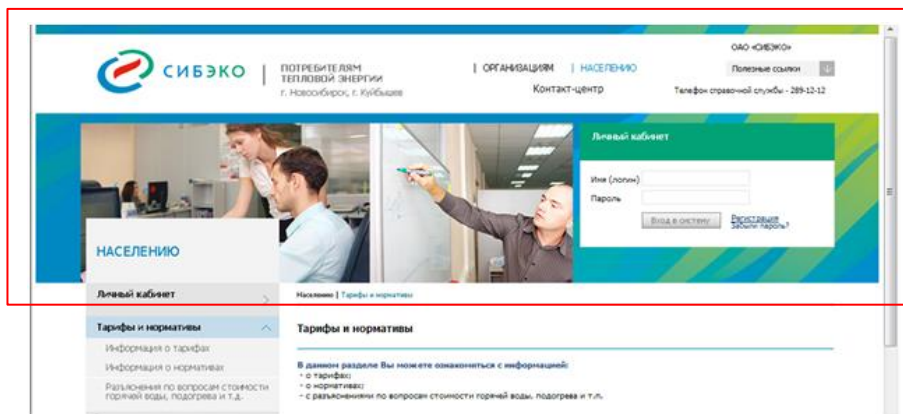 ОАО «СИБЭКО»
СИБЭКО
ПОТРЕБИТЕЛЯМ
ТЕПЛОВОЙ ЭНЕРГИИ
г. Новосибирск, г. Куйбышев
| ОРГАНИЗАЦИЯМ | НАСЕЛЕНИЮ
Контакт-центр
Полезные ссылки
Телефон справочной службы - 289-12-12
Личный кабинет
Имя (логин)
Пароль
Вход в систему
Регистрация
Забыли пароль?
НАСЕЛЕНИЮ
Личный кабинет
Тарифы и нормативы
Информация о тарифах
Информация о нормативах
Разъяснения по вопросам стоимости
горячей воды, подогрева и т.д.
Населению | Тарифы и нормативы
Тарифы и нормативы
В данном разделе Вы можете ознакомиться с информацией:
- о тарифах;
- о нормативах;
- с разъяснениями по вопросам стоимости горячей воды, подогрева и т.п.